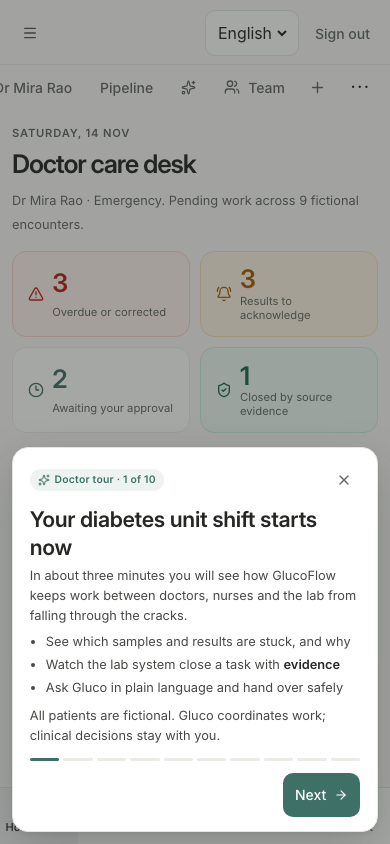 English
Sign out
Dr Mira Rao
Pipeline
Team
SATURDAY, 14 NOV
Doctor care desk
Dr Mira Rao · Emergency. Pending work across 9 fictional
encounters.
3
Overdue or corrected
3
Results to
acknowledge
2
Awaiting your approval
1
Closed by source
evidence
Doctor tour · 1 of 10
Your diabetes unit shift starts
now
In about three minutes you will see how GlucoFlow
keeps work between doctors, nurses and the lab from
falling through the cracks.
• See which samples and results are stuck, and why
• Watch the lab system close a task with evidence
• Ask Gluco in plain language and hand over safely
All patients are fictional. Gluco coordinates work;
clinical decisions stay with you.
Next